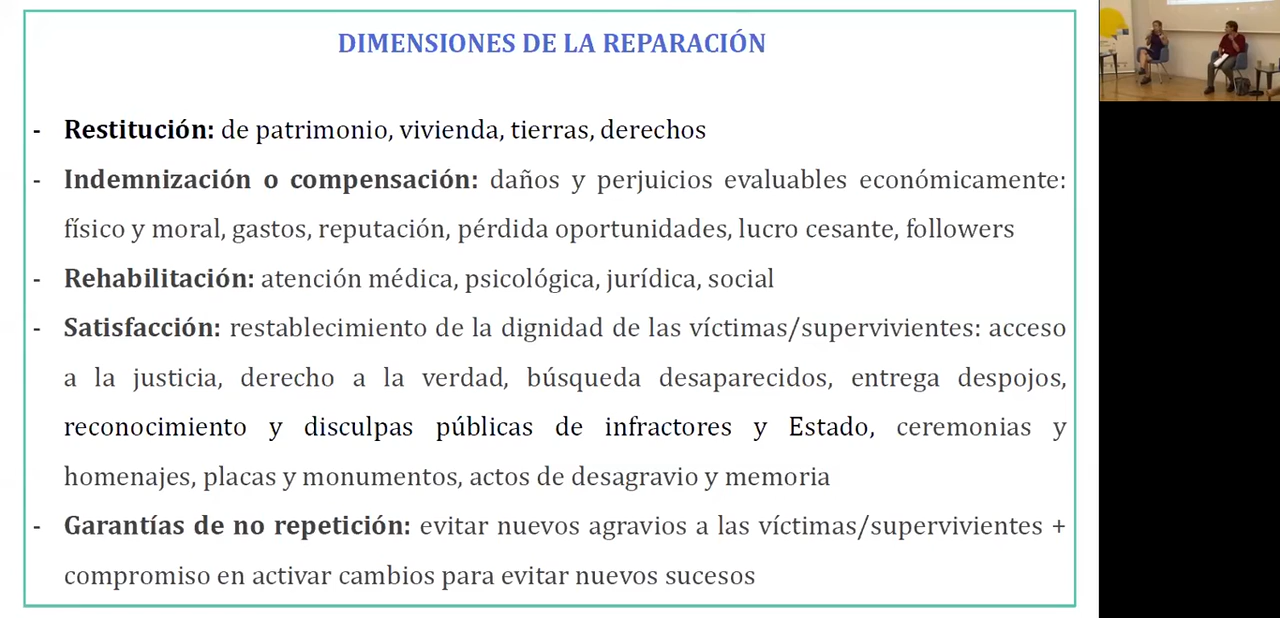 DIMENSIONES DE LA REPARACIÓN
- Restitución: de patrimonio, vivienda, tierras, derechos
- Indemnización o compensación: daños y perjuicios evaluables económicamente:
físico y moral, gastos, reputación, pérdida oportunidades, lucro cesante, followers
- Rehabilitación: atención médica, psicológica, jurídica, social
- Satisfacción: restablecimiento de la dignidad de las víctimas/supervivientes: acceso
a la justicia, derecho a la verdad, búsqueda desaparecidos, entrega despojos,
reconocimiento y disculpas públicas de infractores y Estado, ceremonias y
homenajes, placas y monumentos, actos de desagravio y memoria
- Garantías de no repetición: evitar nuevos agravios a las víctimas/supervivientes +
compromiso en activar cambios para evitar nuevos sucesos